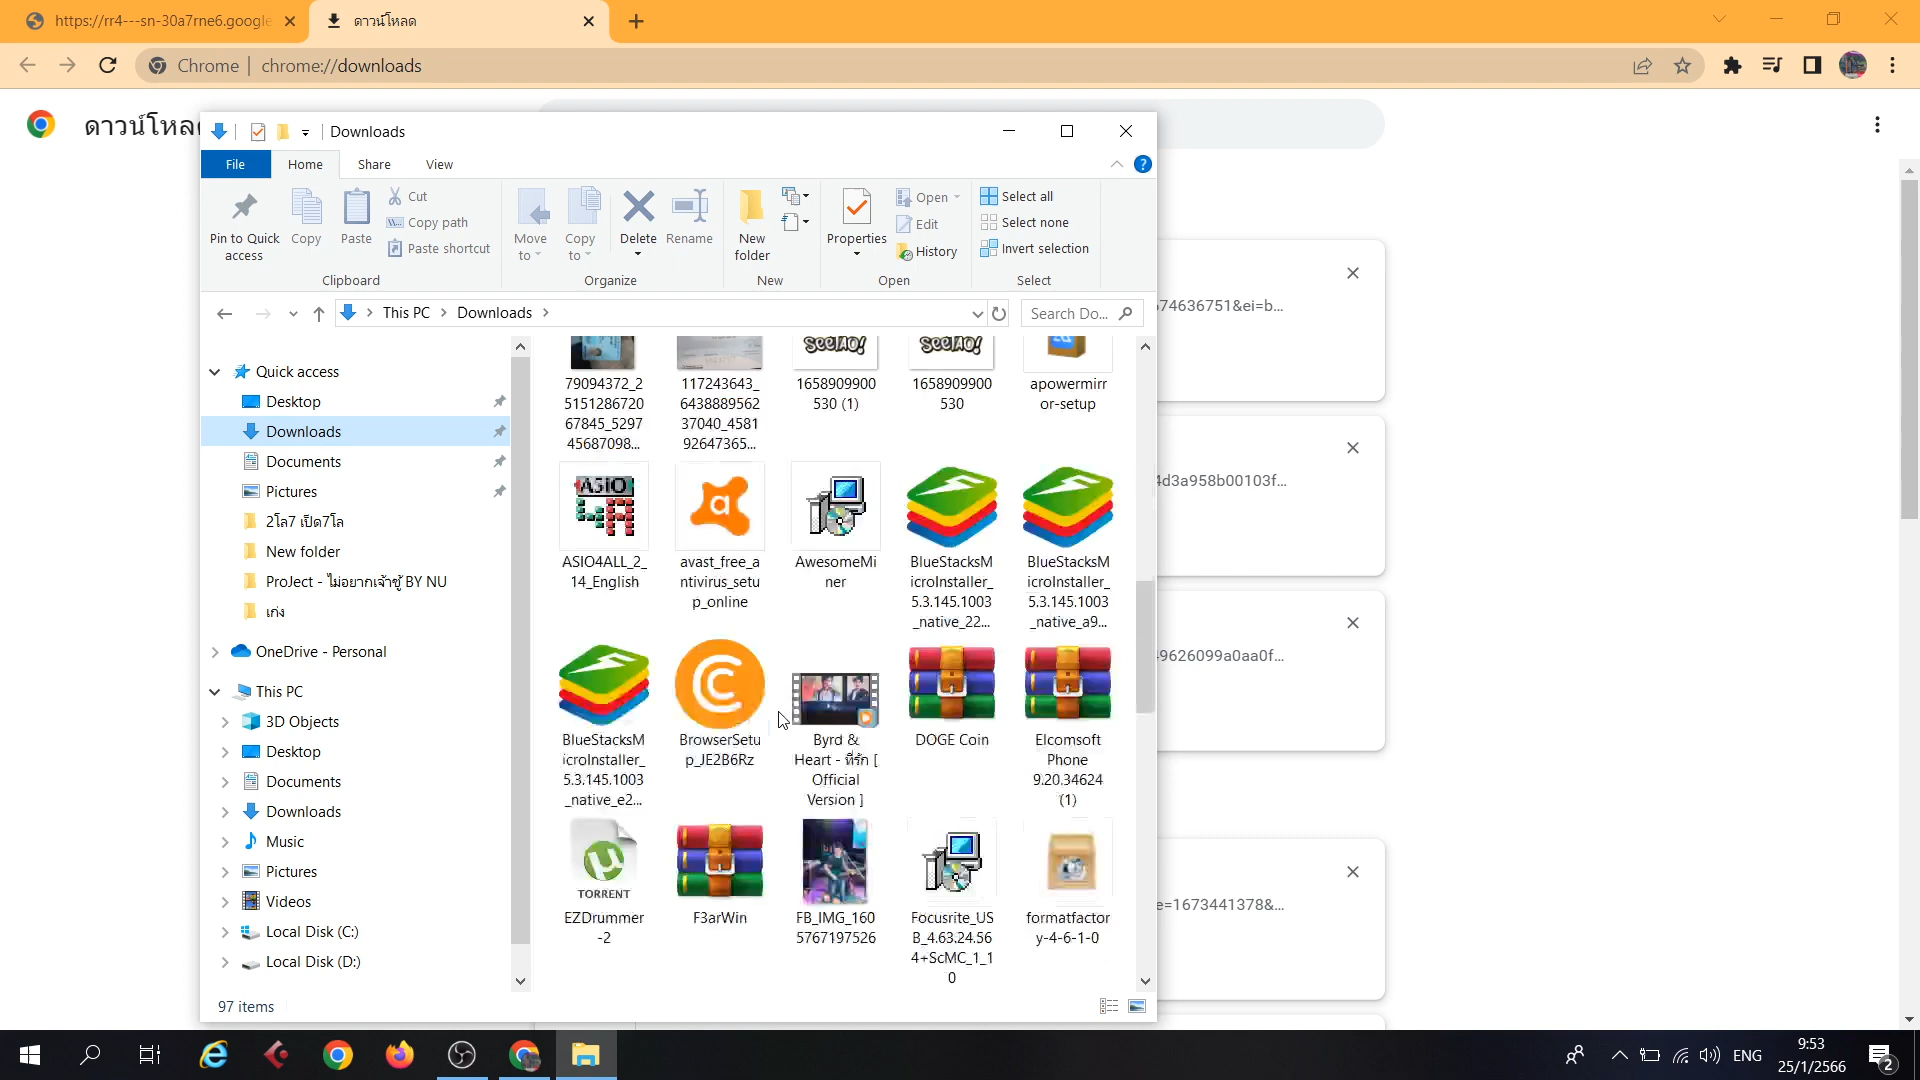 https://rr4---sn-30a7rne6.google
ดาวน์โหลด
Chrome | chrome://downloads
ดาวน์โหลด
Downloads
File
Home
Share
View
Pin to Quick access
Copy
Paste
Cut
Copy path
Paste shortcut
Clipboard
Move to
Copy to
Delete
Rename
Organize
New folder
New
Properties
Open
Edit
History
Open
Select all
Select none
Invert selection
Select
This PC > Downloads >
Search Do...
Quick access
Desktop
Downloads
Documents
Pictures
2โล7 เปิด7โล
New folder
ProJect - ไม่อยากเจ้าชู้ BY NU
เก่ง
OneDrive - Personal
This PC
3D Objects
Desktop
Documents
Downloads
Music
Pictures
Videos
Local Disk (C:)
Local Disk (D:)
79094372_2
5151286720
67845_5297
45687098...
117243643_
6438889562
37040_4581
92647365...
1658909900
530 (1)
1658909900
530
apowermirr
or-setup
ASIO
4A
ASIO4ALL_2_
14_English
avast_free_a
ntivirus_setu
p_online
AwesomeMi
ner
BlueStacksM
icroInstaller_
5.3.145.1003
_native_22...
BlueStacksM
icroInstaller_
5.3.145.1003
_native_a9...
BlueStacksM
icroInstaller_
5.3.145.1003
_native_e2...
BrowserSetu
p_JE2B6Rz
Byrd &
Heart - ที่รัก [
Official
Version ]
DOGE Coin
Elcomsoft
Phone
9.20.34624
(1)
TORRENT
EZDrummer
-2
F3arWin
FB_IMG_160
5767197526
Focusrite_US
B_4.63.24.56
4+ScMC_1_1
0
formatfactor
y-4-6-1-0
97 items
574636751&ei=b...
4d3a958b00103f...
49626099a0aa0f...
e=1673441378&...
ENG
9:53
25/1/2566
2